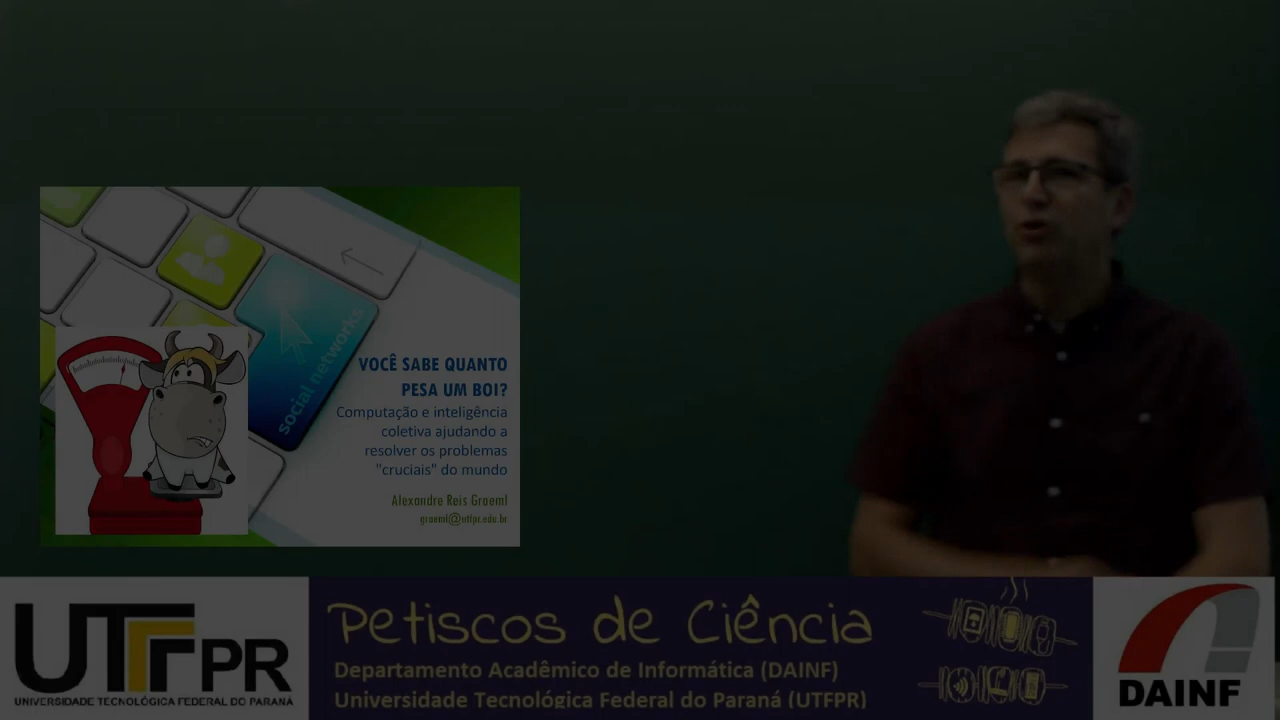 social networks
VOCÊ SABE QUANTO
PESA UM BOI?
Computação e inteligência
coletiva ajudando a
resolver os problemas
"cruciais" do mundo
Alexandre Reis Graeml
graeml@utfpr.edu.br
UTFPR
UNIVERSIDADE TECNOLÓGICA FEDERAL DO PARANÁ
Petiscos de Ciência
Departamento Acadêmico de Informática (DAINF)
Universidade Tecnológica Federal do Paraná (UTFPR)
DAINF